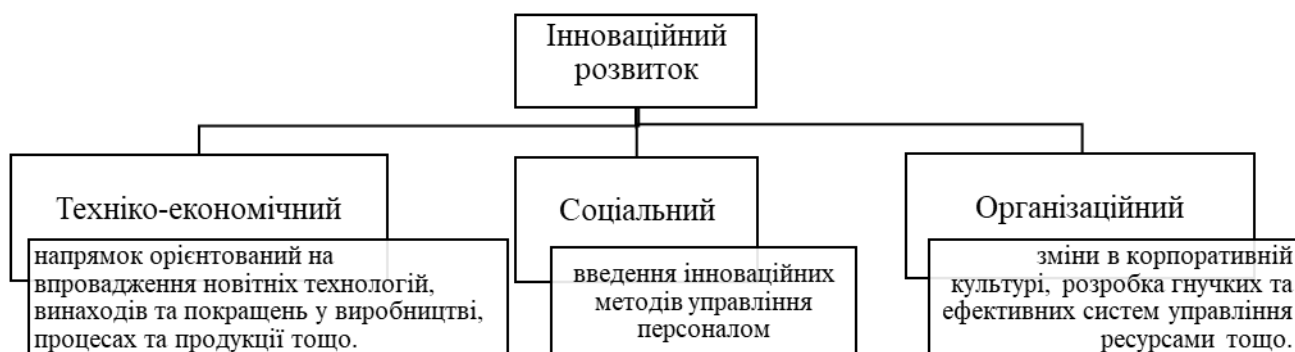 Інноваційний
розвиток
Техніко-економічний
напрямок орієнтований на
впровадження новітніх технологій,
винаходів та покращень у виробництві,
процесах та продукції тощо.
Соціальний
введення інноваційних
методів управління
персоналом
Організаційний
зміни в корпоративній
культурі, розробка гнучких та
ефективних систем управління
ресурсами тощо.